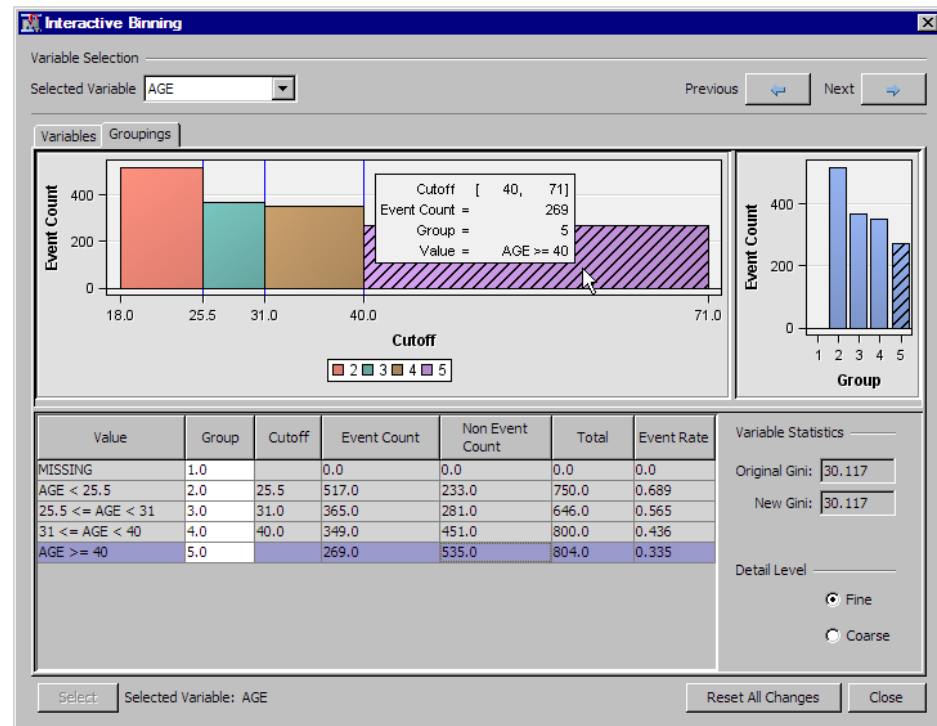 Interactive Binning
Variable Selection
Selected Variable AGE Previous Next
Variables Groupings
Event Count
400
200
0
Cutoff [ 40, 71]
Event Count = 269
Group = 5
Value = AGE >= 40
18.0 25.5 31.0 40.0 71.0
Cutoff
2 3 4 5
Event Count
400
200
0
1 2 3 4 5
Group
Value Group Cutoff Event Count Non Event Count Total Event Rate
MISSING 1.0 0.0 0.0 0.0 0.0
AGE < 25.5 2.0 25.5 517.0 233.0 750.0 0.689
25.5 <= AGE < 31 3.0 31.0 365.0 281.0 646.0 0.565
31 <= AGE < 40 4.0 40.0 349.0 451.0 800.0 0.436
AGE >= 40 5.0 269.0 535.0 804.0 0.335
Variable Statistics
Original Gini: 30.117
New Gini: 30.117
Detail Level
Fine
Coarse
Select Selected Variable: AGE Reset All Changes Close